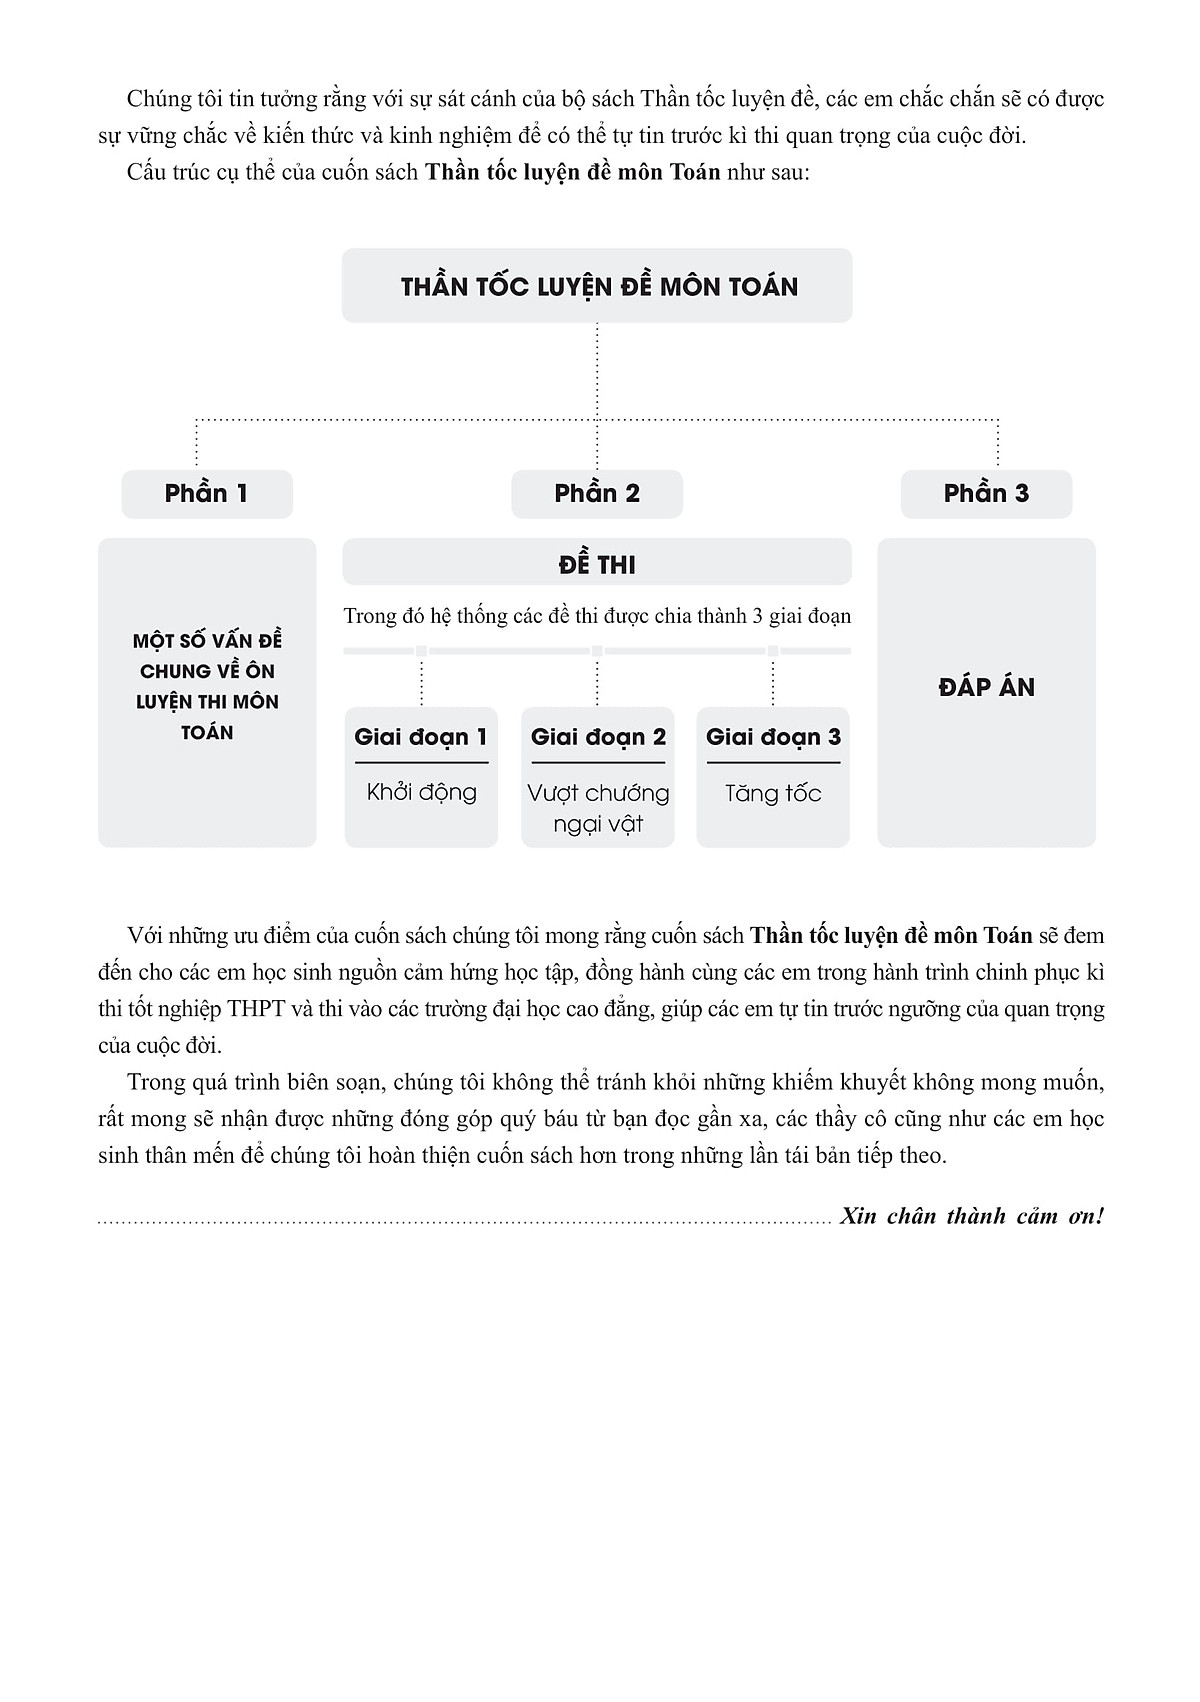 Chúng tôi tin tưởng rằng với sự sát cánh của bộ sách Thần tốc luyện đề, các em chắc chắn sẽ có được
sự vững chắc về kiến thức và kinh nghiệm để có thể tự tin trước kì thi quan trọng của cuộc đời.
Cấu trúc cụ thể của cuốn sách Thần tốc luyện đề môn Toán như sau:
THẦN TỐC LUYỆN ĐỀ MÔN TOÁN
Phần 1
MỘT SỐ VẤN ĐỀ
CHUNG VỀ ÔN
LUYỆN THI MÔN
TOÁN
Phần 2
ĐỀ THI
Trong đó hệ thống các đề thi được chia thành 3 giai đoạn
Giai đoạn 1
Khởi động
Giai đoạn 2
Vượt chướng
ngại vật
Giai đoạn 3
Tăng tốc
Phần 3
ĐÁP ÁN
Với những ưu điểm của cuốn sách chúng tôi mong rằng cuốn sách Thần tốc luyện đề môn Toán sẽ đem
đến cho các em học sinh nguồn cảm hứng học tập, đồng hành cùng các em trong hành trình chinh phục kì
thi tốt nghiệp THPT và thi vào các trường đại học cao đẳng, giúp các em tự tin trước ngưỡng của quan trọng
của cuộc đời.
Trong quá trình biên soạn, chúng tôi không thể tránh khỏi những khiếm khuyết không mong muốn,
rất mong sẽ nhận được những đóng góp quý báu từ bạn đọc gần xa, các thầy cô cũng như các em học
sinh thân mến để chúng tôi hoàn thiện cuốn sách hơn trong những lần tái bản tiếp theo.
Xin chân thành cảm ơn!